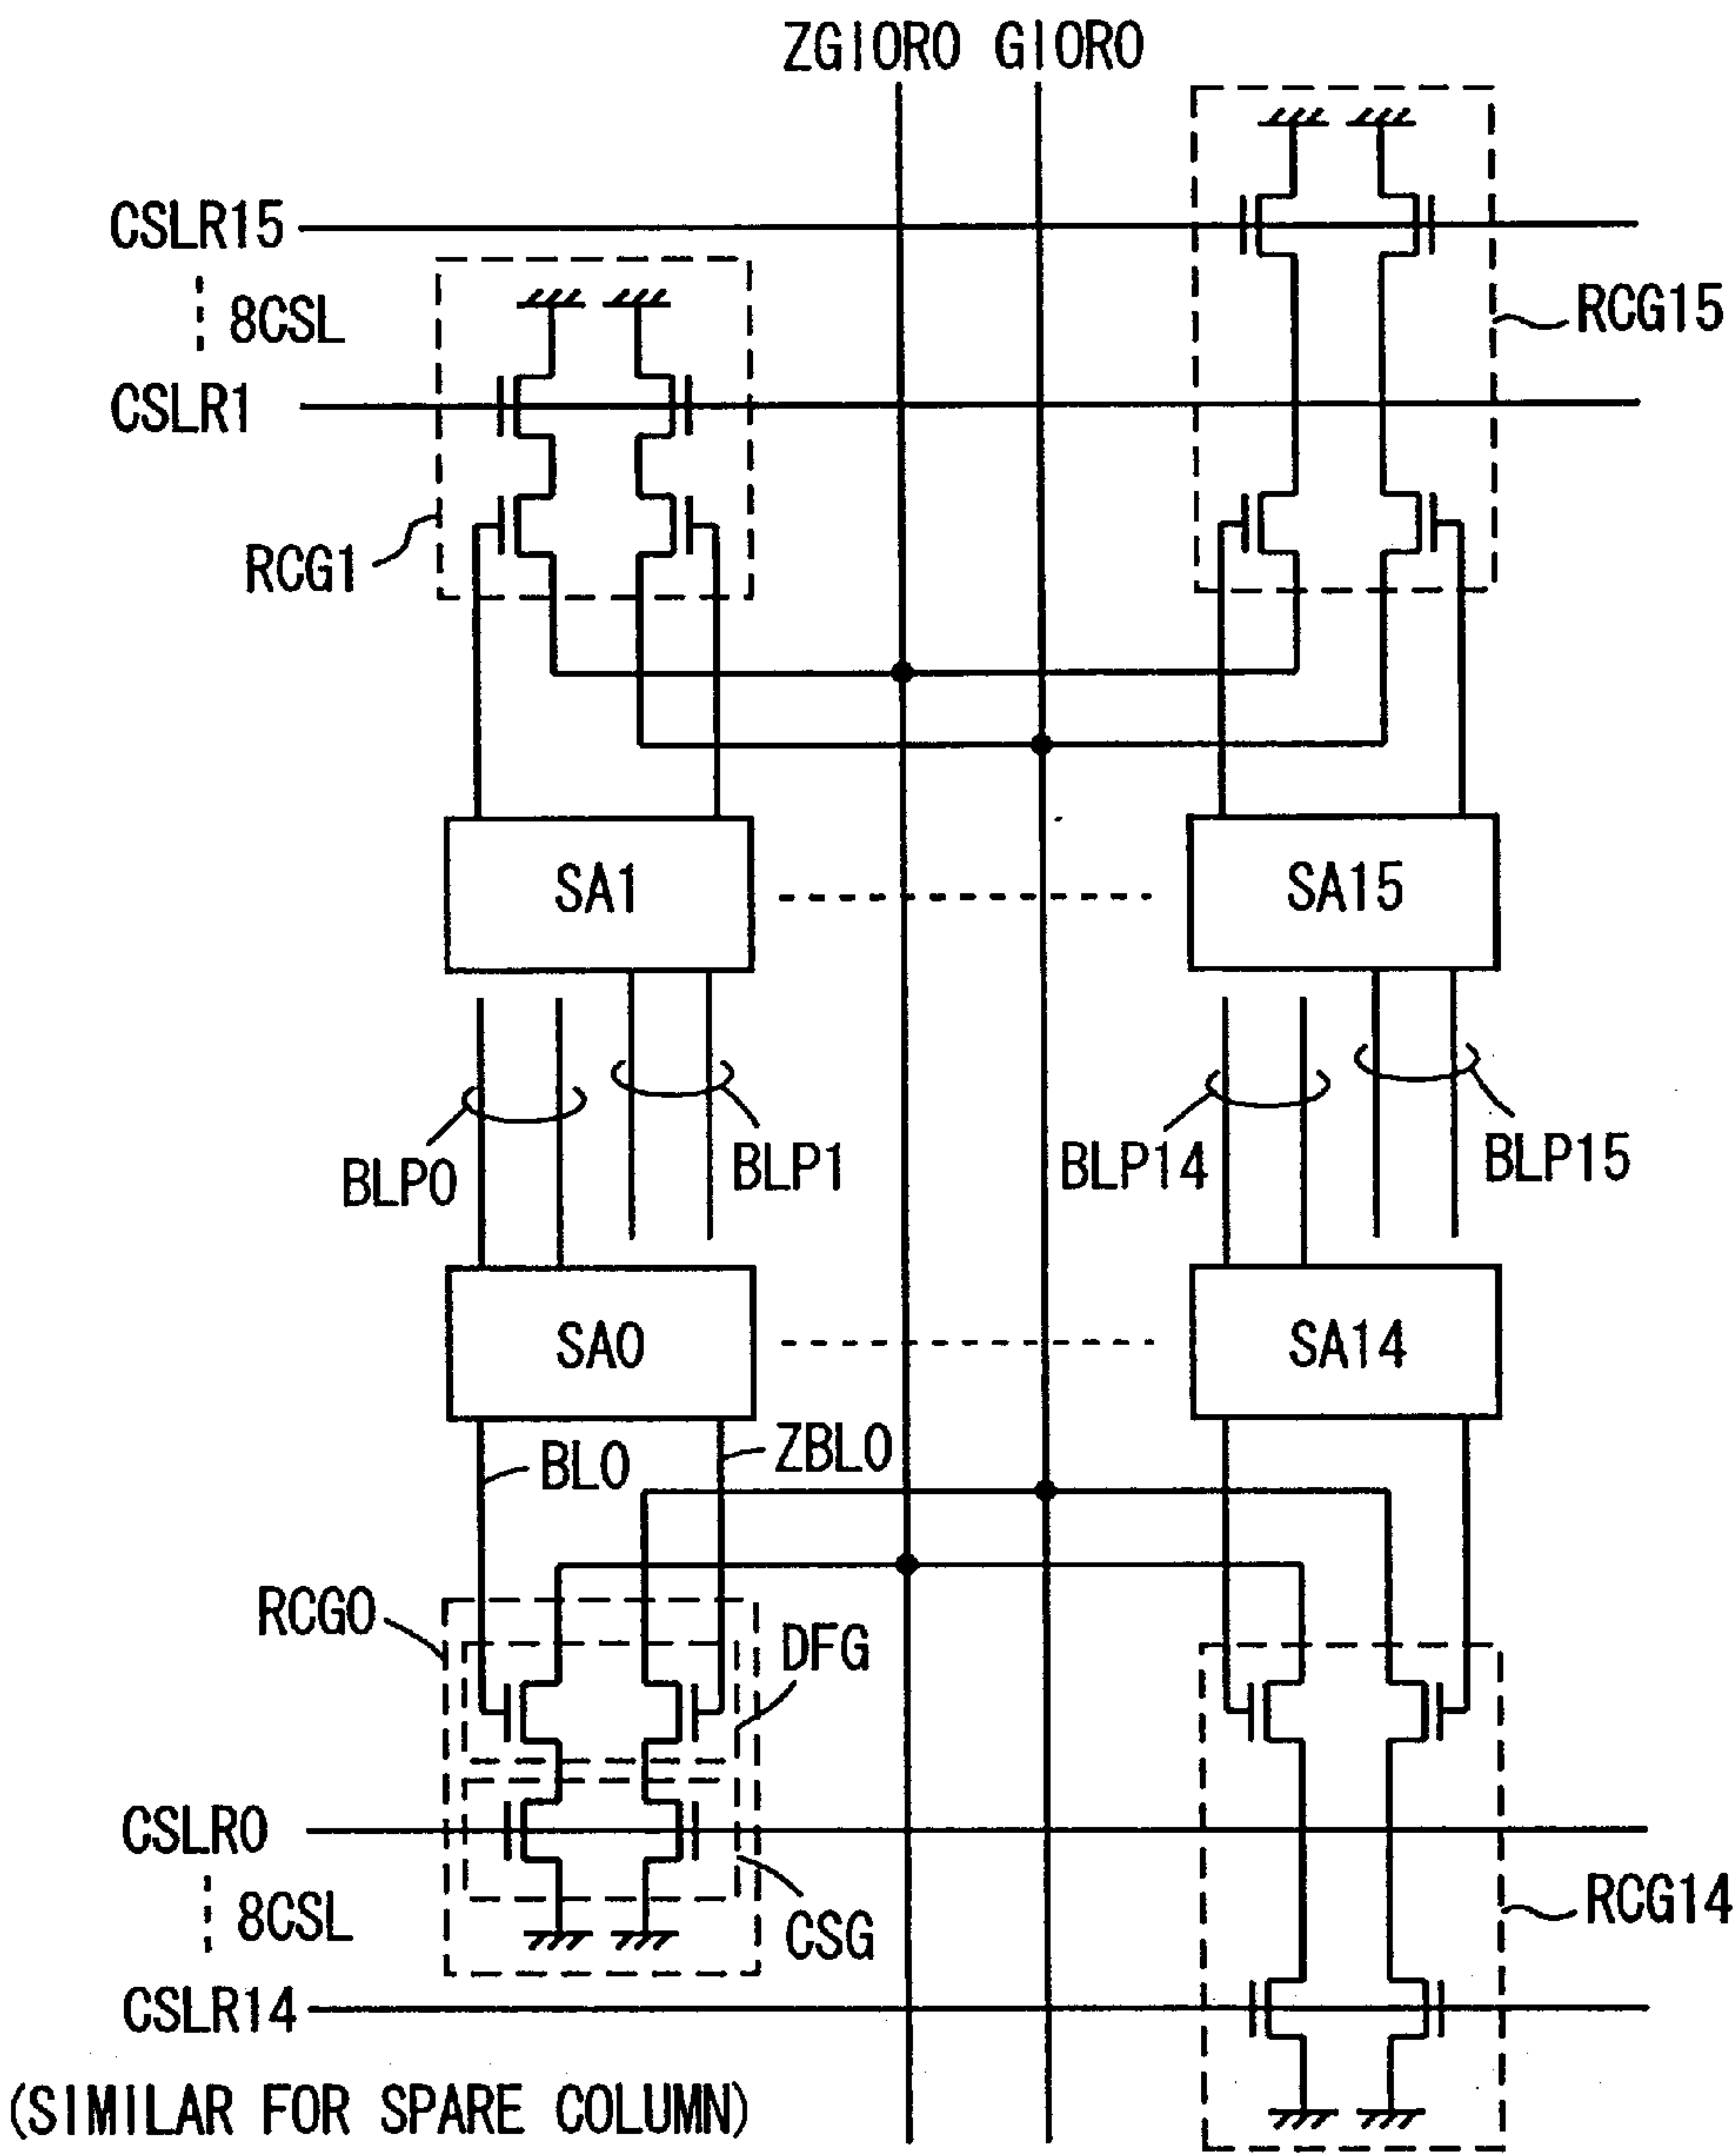 ZGIOR0 GIOR0
CSLR15
8CSL
CSLR1
RCG15
RCG1
SA1
SA15
BLP0
BLP1
BLP14
BLP15
SA0
SA14
BL0
ZBL0
RCG0
DFG
CSLR0
8CSL
CSG
RCG14
CSLR14
(SIMILAR FOR SPARE COLUMN)